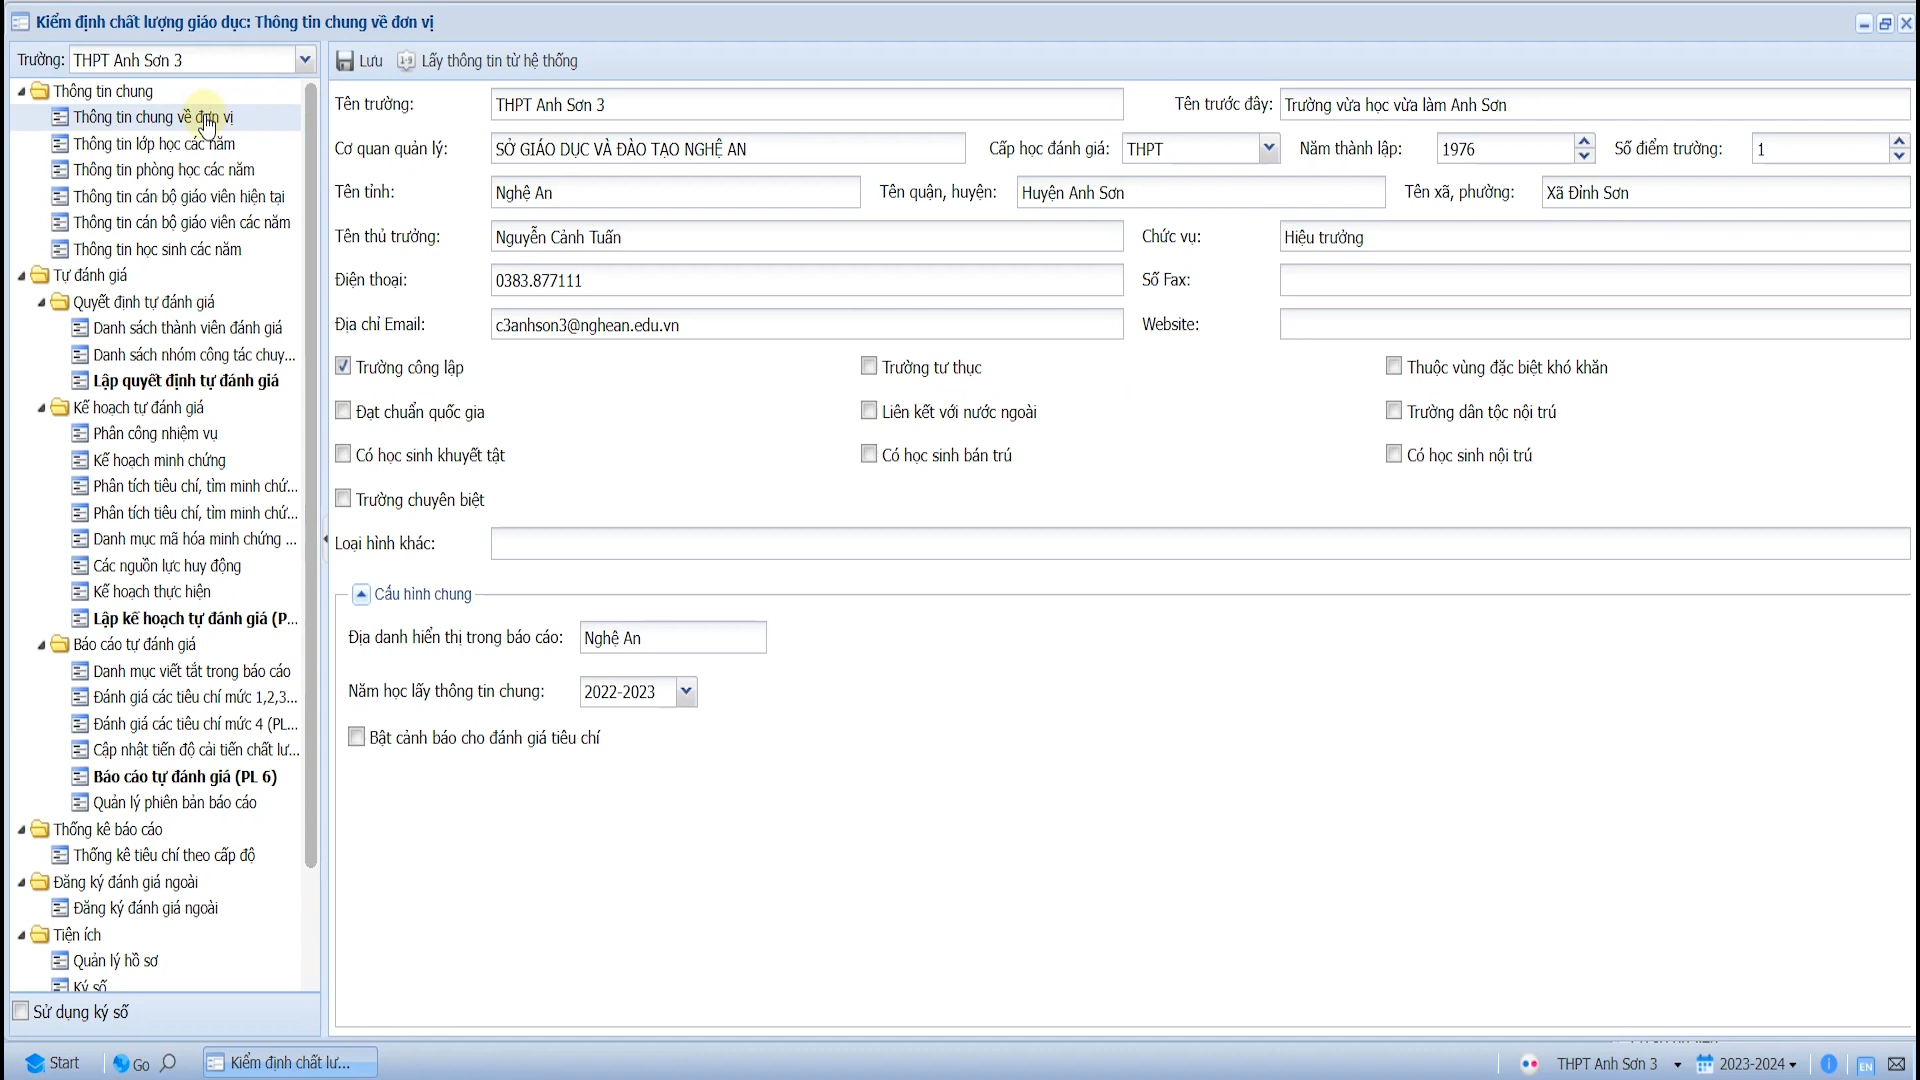 Kiểm định chất lượng giáo dục: Thông tin chung về đơn vị
Trường: THPT Anh Sơn 3
Thông tin chung
Thông tin chung về đơn vị
Thông tin lớp học các năm
Thông tin phòng học các năm
Thông tin cán bộ giáo viên hiện tại
Thông tin cán bộ giáo viên các năm
Thông tin học sinh các năm
Tự đánh giá
Quyết định tự đánh giá
Danh sách thành viên đánh giá
Danh sách nhóm công tác chuy...
Lập quyết định tự đánh giá
Kế hoạch tự đánh giá
Phân công nhiệm vụ
Kế hoạch minh chứng
Phân tích tiêu chí, tìm minh chứ...
Phân tích tiêu chí, tìm minh chứ...
Danh mục mã hóa minh chứng ...
Các nguồn lực huy động
Kế hoạch thực hiện
Lập kế hoạch tự đánh giá (P...
Báo cáo tự đánh giá
Danh mục viết tắt trong báo cáo
Đánh giá các tiêu chí mức 1,2,3...
Đánh giá các tiêu chí mức 4 (PL...
Cập nhật tiến độ cải tiến chất lư...
Báo cáo tự đánh giá (PL 6)
Quản lý phiên bản báo cáo
Thống kê báo cáo
Thống kê tiêu chí theo cấp độ
Đăng ký đánh giá ngoài
Đăng ký đánh giá ngoài
Tiện ích
Quản lý hồ sơ
Ký số
Sử dụng ký số
Lưu Lấy thông tin từ hệ thống
Tên trường: THPT Anh Sơn 3 Tên trước đây: Trường vừa học vừa làm Anh Sơn
Cơ quan quản lý: SỞ GIÁO DỤC VÀ ĐÀO TẠO NGHỆ AN Cấp học đánh giá: THPT Năm thành lập: 1976 Số điểm trường: 1
Tên tỉnh: Nghệ An Tên quận, huyện: Huyện Anh Sơn Tên xã, phường: Xã Đỉnh Sơn
Tên thủ trưởng: Nguyễn Cảnh Tuấn Chức vụ: Hiệu trưởng
Điện thoại: 0383.877111 Số Fax:
Địa chỉ Email: c3anhson3@nghean.edu.vn Website:
Trường công lập Trường tư thục Thuộc vùng đặc biệt khó khăn
Đạt chuẩn quốc gia Liên kết với nước ngoài Trường dân tộc nội trú
Có học sinh khuyết tật Có học sinh bán trú Có học sinh nội trú
Trường chuyên biệt
Loại hình khác:
Cấu hình chung
Địa danh hiển thị trong báo cáo: Nghệ An
Năm học lấy thông tin chung: 2022-2023
Bật cảnh báo cho đánh giá tiêu chí
Start Go Kiểm định chất lư... THPT Anh Sơn 3 2023-2024 EN